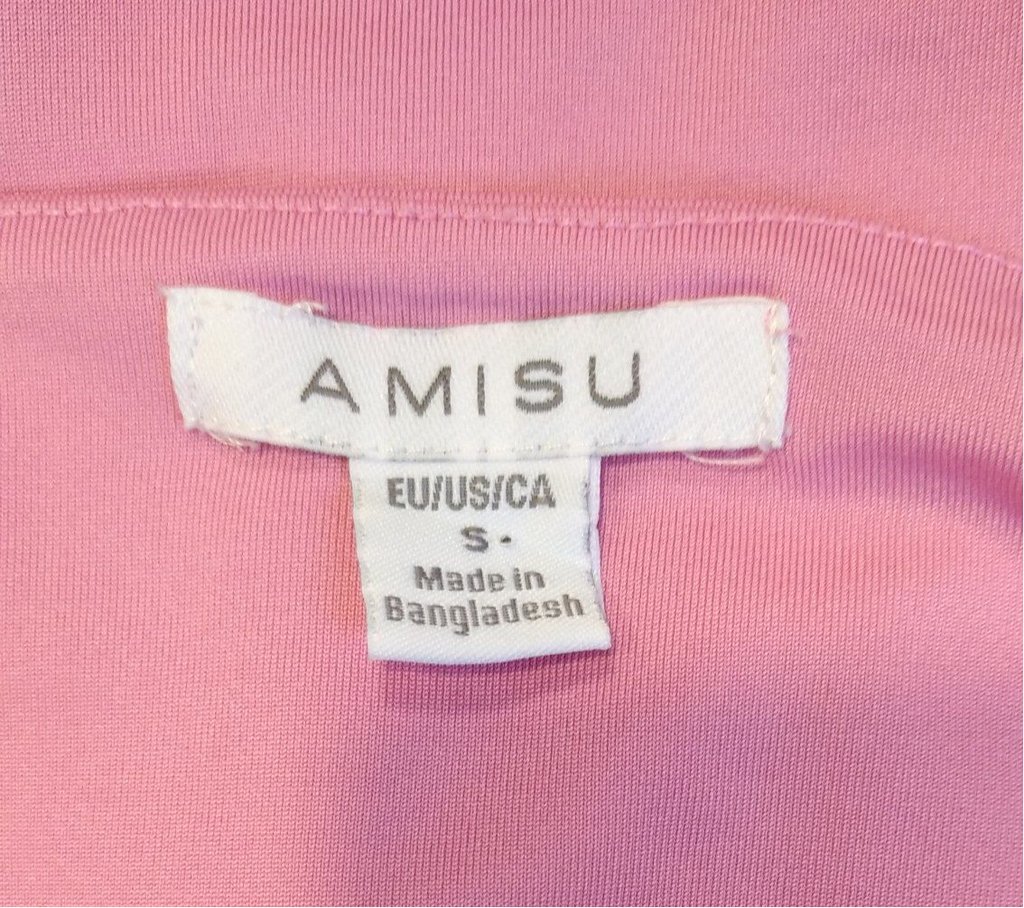 AMISU
EU/US/CA
S.
Made in
Bangladesh